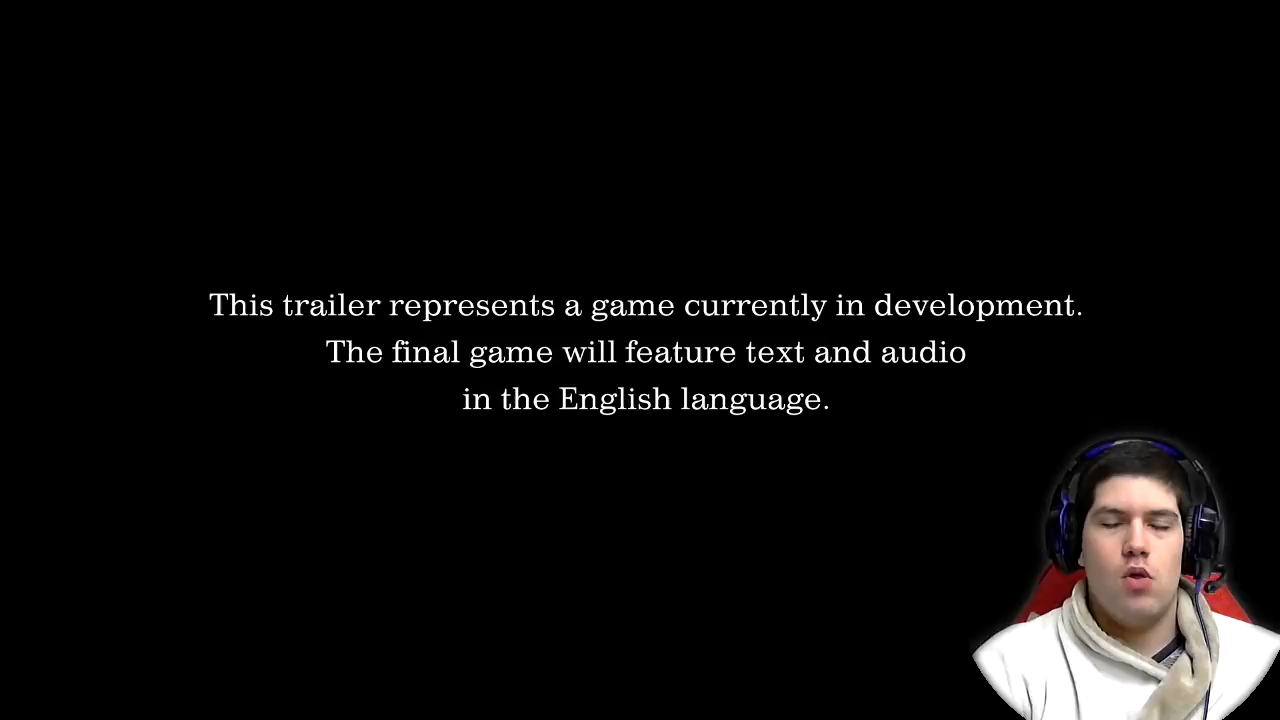 This trailer represents a game currently in development.
The final game will feature text and audio
in the English language.